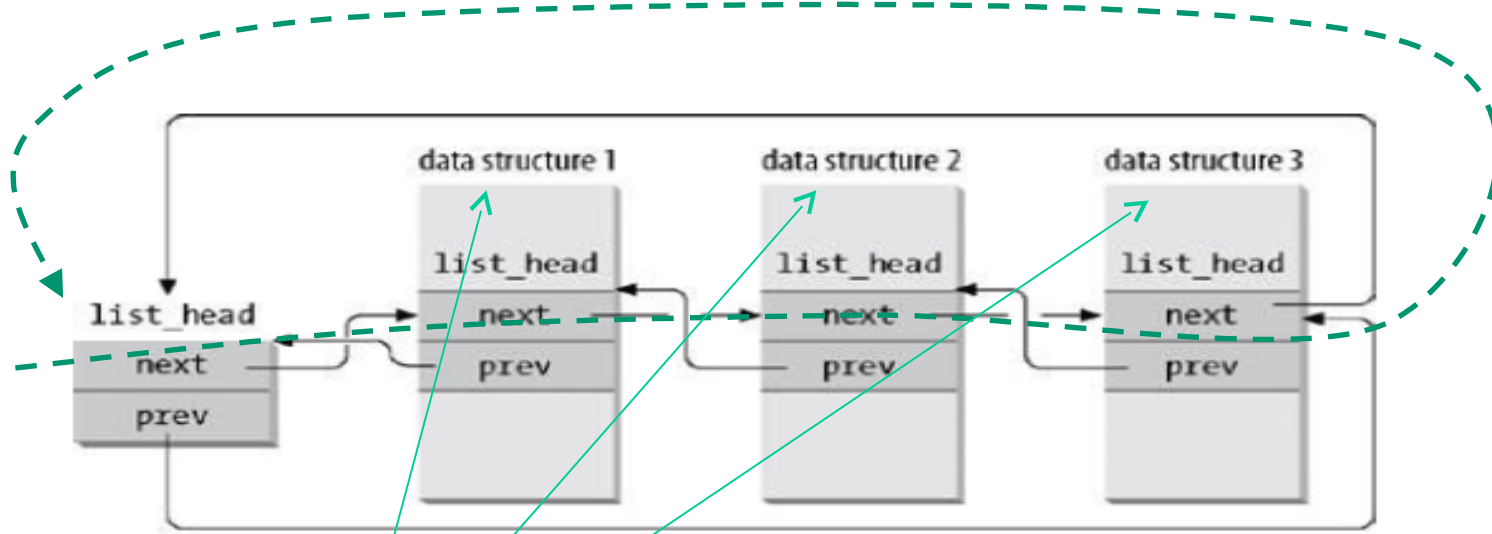 data structure 1 data structure 2 data structure 3
list_head list_head list_head
list_head next next next
next prev prev prev
prev